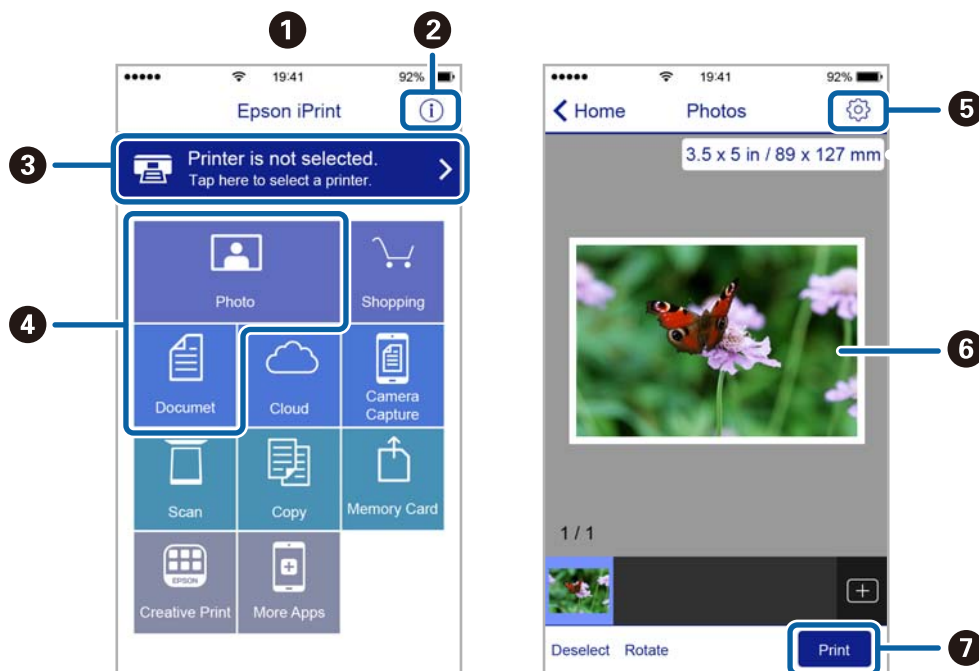 1
2
19:41
92%
Epson iPrint
i
3
Printer is not selected.
Tap here to select a printer.
4
Photo
Shopping
Documet
Cloud
Camera
Capture
Scan
Copy
Memory Card
EPSON
Creative Print
More Apps
19:41
92%
Home
Photos
5
3.5 x 5 in / 89 x 127 mm
6
1 / 1
Deselect
Rotate
Print
7